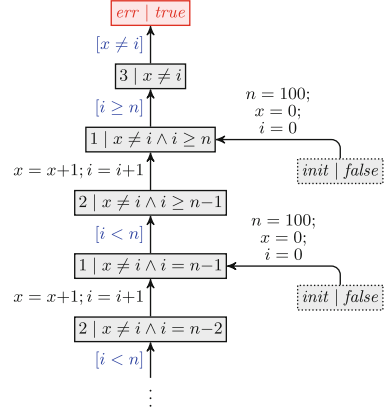 err | true
[x ≠ i]
3 | x ≠ i
[i ≥ n]
n = 100;
x = 0;
i = 0
1 | x ≠ i ∧ i ≥ n
init | false
x = x+1; i = i+1
2 | x ≠ i ∧ i ≥ n−1
[i < n]
n = 100;
x = 0;
i = 0
1 | x ≠ i ∧ i = n−1
init | false
x = x+1; i = i+1
2 | x ≠ i ∧ i = n−2
[i < n]
⋮